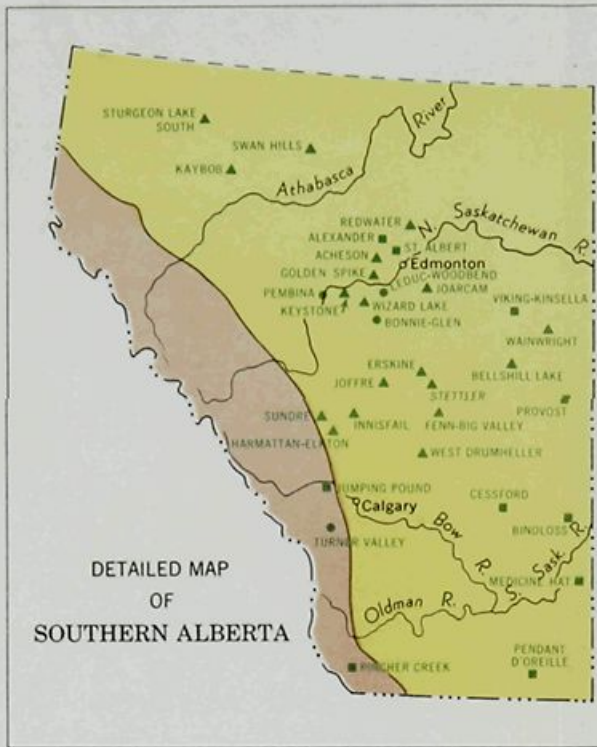 STURGEON LAKE
SOUTH
SWAN HILLS
KAYBOB
Athabasca River
REDWATER
N. Saskatchewan R.
ALEXANDER
ST. ALBERT
ACHESON
Edmonton
GOLDEN SPIKE
LEDUC-WOODBEND
JOARCAM
PEMBINA
KEYSTONE
WIZARD LAKE
VIKING-KINSELLA
BONNIE-GLEN
WAINWRIGHT
ERSKINE
BELLSHILL LAKE
JOFFRE
STETTLER
PROVOST
SUNDRE
INNISFAIL
FENN-BIG VALLEY
HARMATTAN-ELKTON
WEST DRUMHELLER
JUMPING POUND
Calgary
CESSFORD
Bow R.
BINDLOSS
TURNER VALLEY
S. Sask. R.
MEDICINE HAT
Oldman R.
DETAILED MAP
OF
SOUTHERN ALBERTA
PINCHER CREEK
PENDANT
D'OREILLE